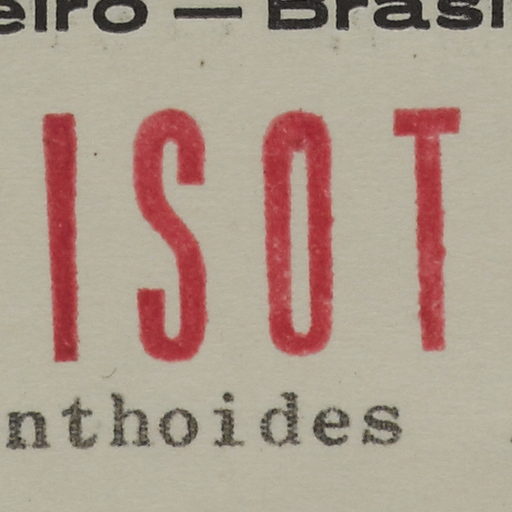 eiro — Brasi
ISOT
nthoides